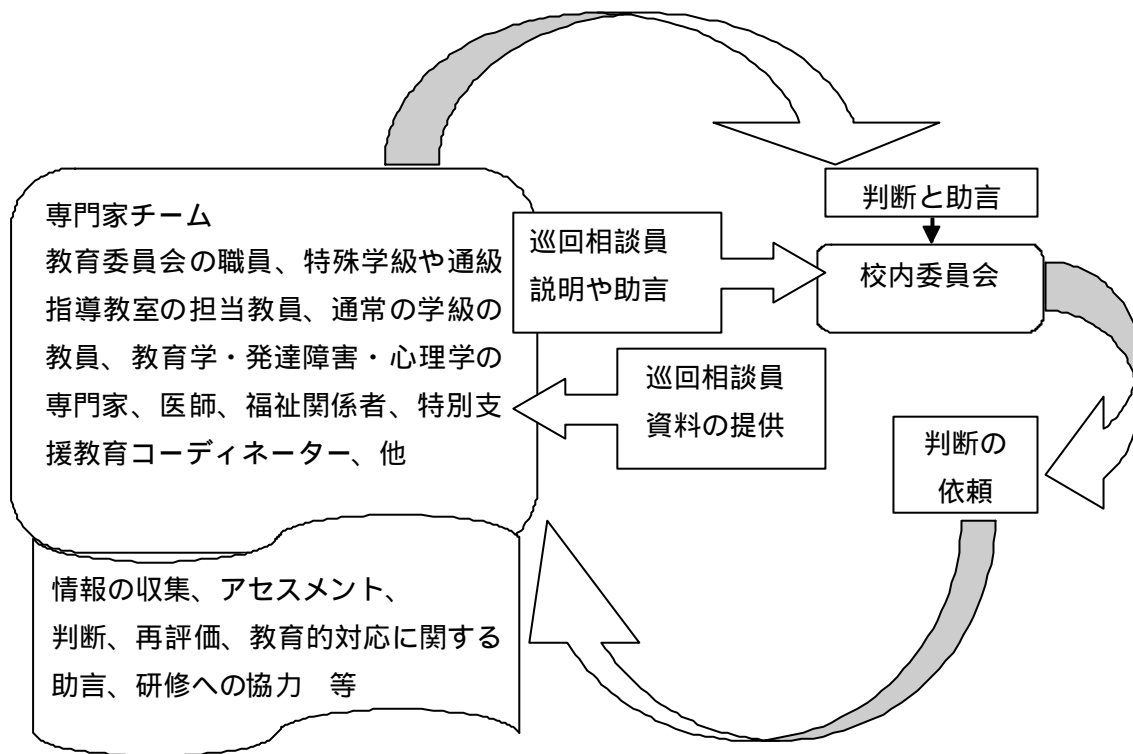 専門家チーム
教育委員会の職員、特殊学級や通級
指導教室の担当教員、通常の学級の
教員、教育学・発達障害・心理学の
専門家、医師、福祉関係者、特別支
援教育コーディネーター、他
情報の収集、アセスメント、
判断、再評価、教育的対応に関する
助言、研修への協力　等
巡回相談員
説明や助言
巡回相談員
資料の提供
判断と助言
校内委員会
判断の
依頼